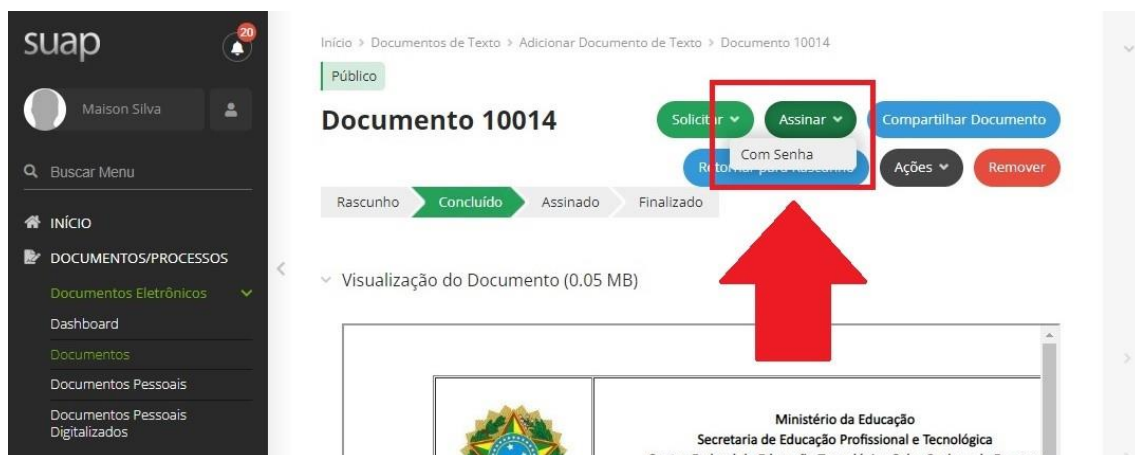 suap
20
Maison Silva
Buscar Menu
INÍCIO
DOCUMENTOS/PROCESSOS
Documentos Eletrônicos
Dashboard
Documentos
Documentos Pessoais
Documentos Pessoais
Digitalizados
Início > Documentos de Texto > Adicionar Documento de Texto > Documento 10014
Público
Documento 10014
Solicitar
Assinar
Compartilhar Documento
Com Senha
Retornar para Rascunho
Ações
Remover
Rascunho
Concluído
Assinado
Finalizado
Visualização do Documento (0.05 MB)
Ministério da Educação
Secretaria de Educação Profissional e Tecnológica